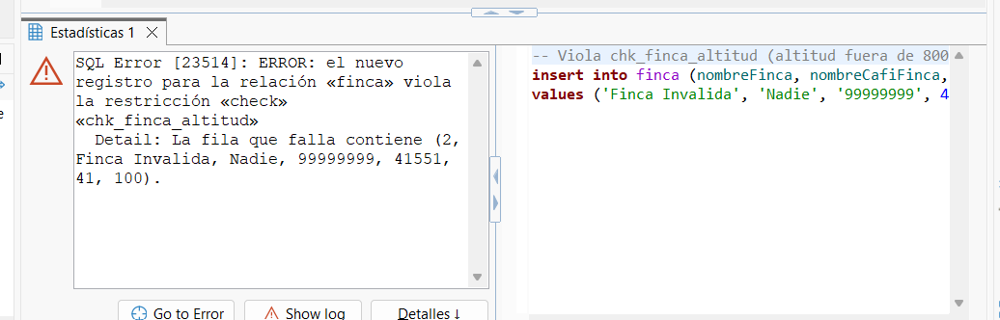 Estadísticas 1
SQL Error [23514]: ERROR: el nuevo
registro para la relación «finca» viola
la restricción «check»
«chk_finca_altitud»
Detail: La fila que falla contiene (2,
Finca Invalida, Nadie, 99999999, 41551,
41, 100).
Go to Error
Show log
Detalles
-- Viola chk_finca_altitud (altitud fuera de 800
insert into finca (nombreFinca, nombreCafiFinca,
values ('Finca Invalida', 'Nadie', '99999999', 4